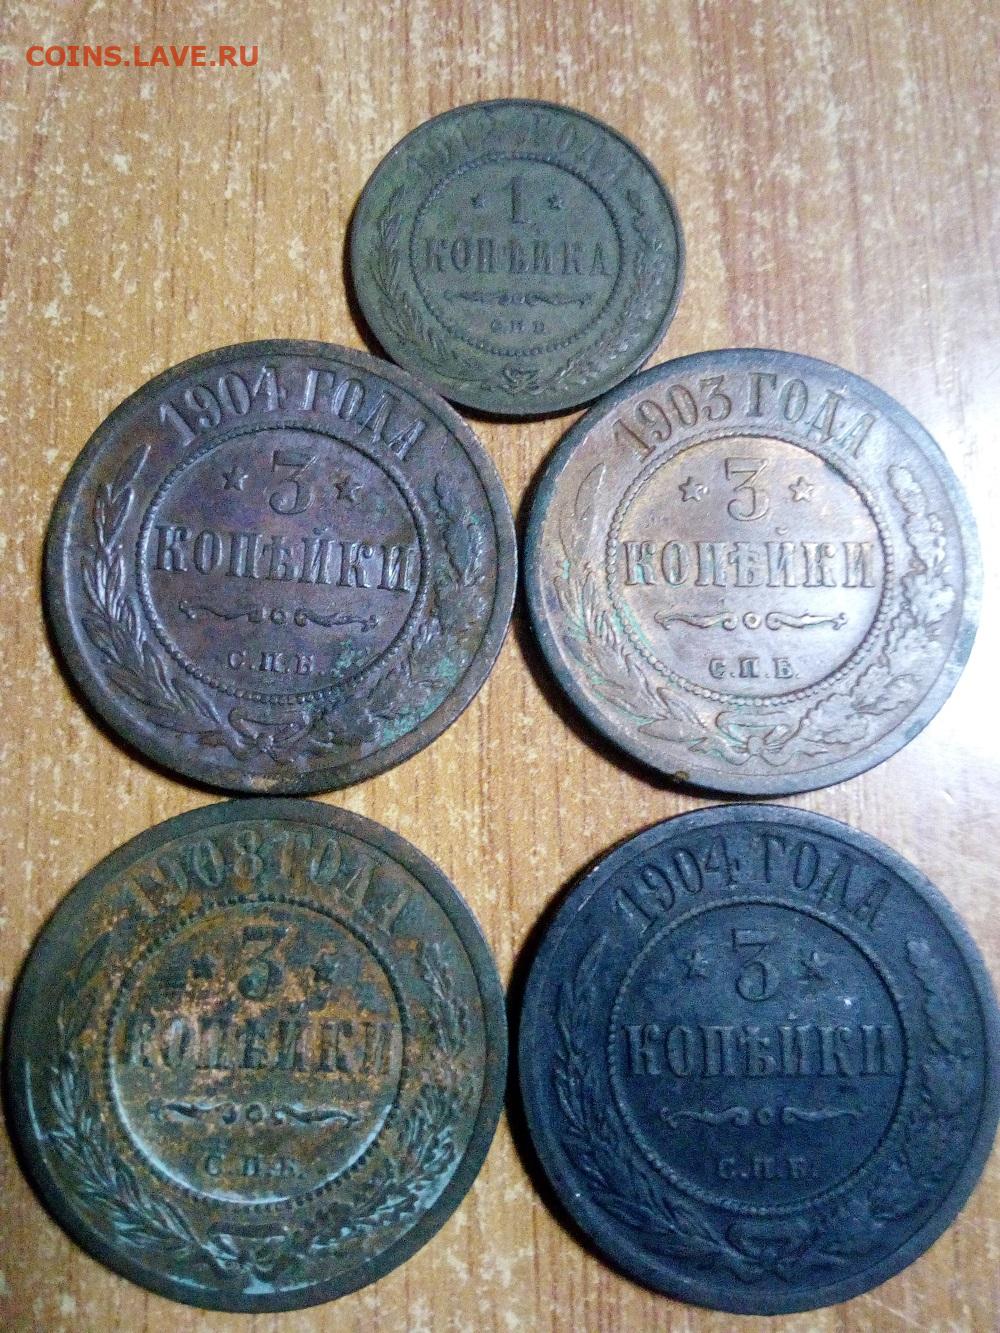 COINS.LAVE.RU
ГОДА
1
КОПѢЙКА
С.П.Б.
1904 ГОДА
3
КОПѢЙКИ
С.П.Б.
1903 ГОДА
3
КОПѢЙКИ
С.П.Б.
1908 ГОДА
3
КОПѢЙКИ
С.П.Б.
1904 ГОДА
3
КОПѢЙКИ
С.П.Б.